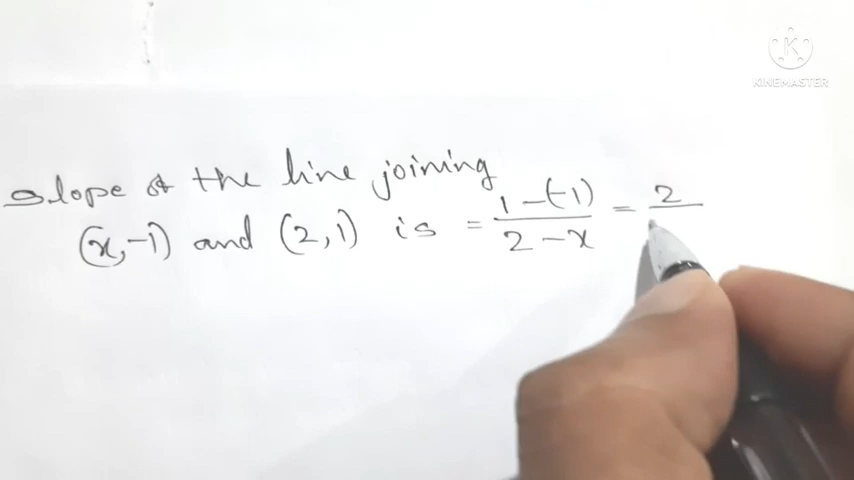 Slope of the line joining
(x,-1) and (2,1) is = 1-(-1)/2-x = 2/
K
KINEMASTER